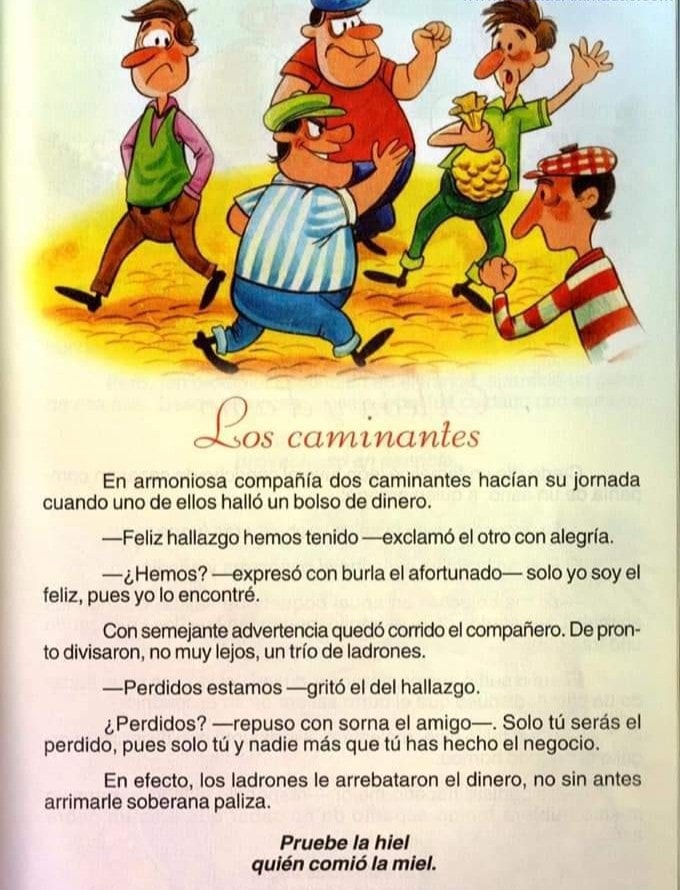 Los caminantes
En armoniosa compañía dos caminantes hacían su jornada
cuando uno de ellos halló un bolso de dinero.
—Feliz hallazgo hemos tenido —exclamó el otro con alegría.
—¿Hemos? —expresó con burla el afortunado— solo yo soy el
feliz, pues yo lo encontré.
Con semejante advertencia quedó corrido el compañero. De pron-
to divisaron, no muy lejos, un trío de ladrones.
—Perdidos estamos —gritó el del hallazgo.
¿Perdidos? —repuso con sorna el amigo—. Solo tú serás el
perdido, pues solo tú y nadie más que tú has hecho el negocio.
En efecto, los ladrones le arrebataron el dinero, no sin antes
arrimarle soberana paliza.
Pruebe la hiel
quién comió la miel.